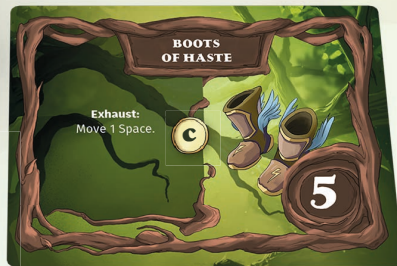 BOOTS
OF HASTE
Exhaust:
Move 1 Space.
C
5